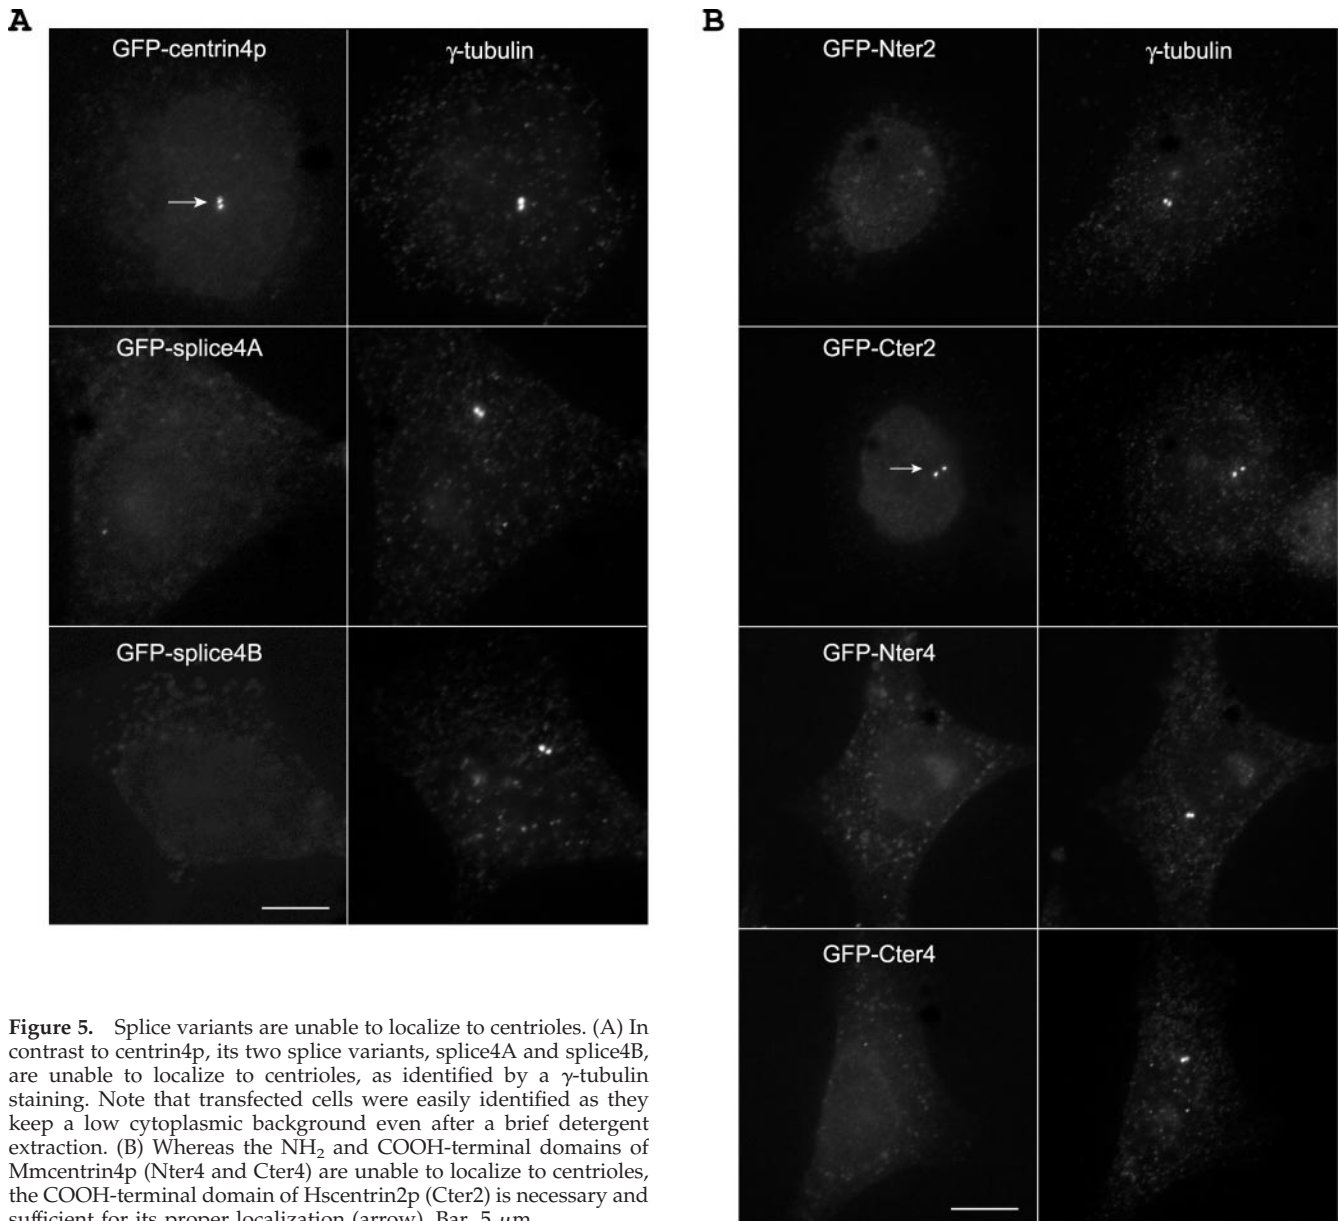 A
B
GFP-centrin4p
γ-tubulin
GFP-Nter2
γ-tubulin
GFP-splice4A
GFP-Cter2
GFP-splice4B
GFP-Nter4
GFP-Cter4
Figure 5. Splice variants are unable to localize to centrioles. (A) In
contrast to centrin4p, its two splice variants, splice4A and splice4B,
are unable to localize to centrioles, as identified by a γ-tubulin
staining. Note that transfected cells were easily identified as they
keep a low cytoplasmic background even after a brief detergent
extraction. (B) Whereas the NH₂ and COOH-terminal domains of
Mmcentrin4p (Nter4 and Cter4) are unable to localize to centrioles,
the COOH-terminal domain of Hscentrin2p (Cter2) is necessary and
sufficient for its proper localization (arrow). Bar, 5 μm.